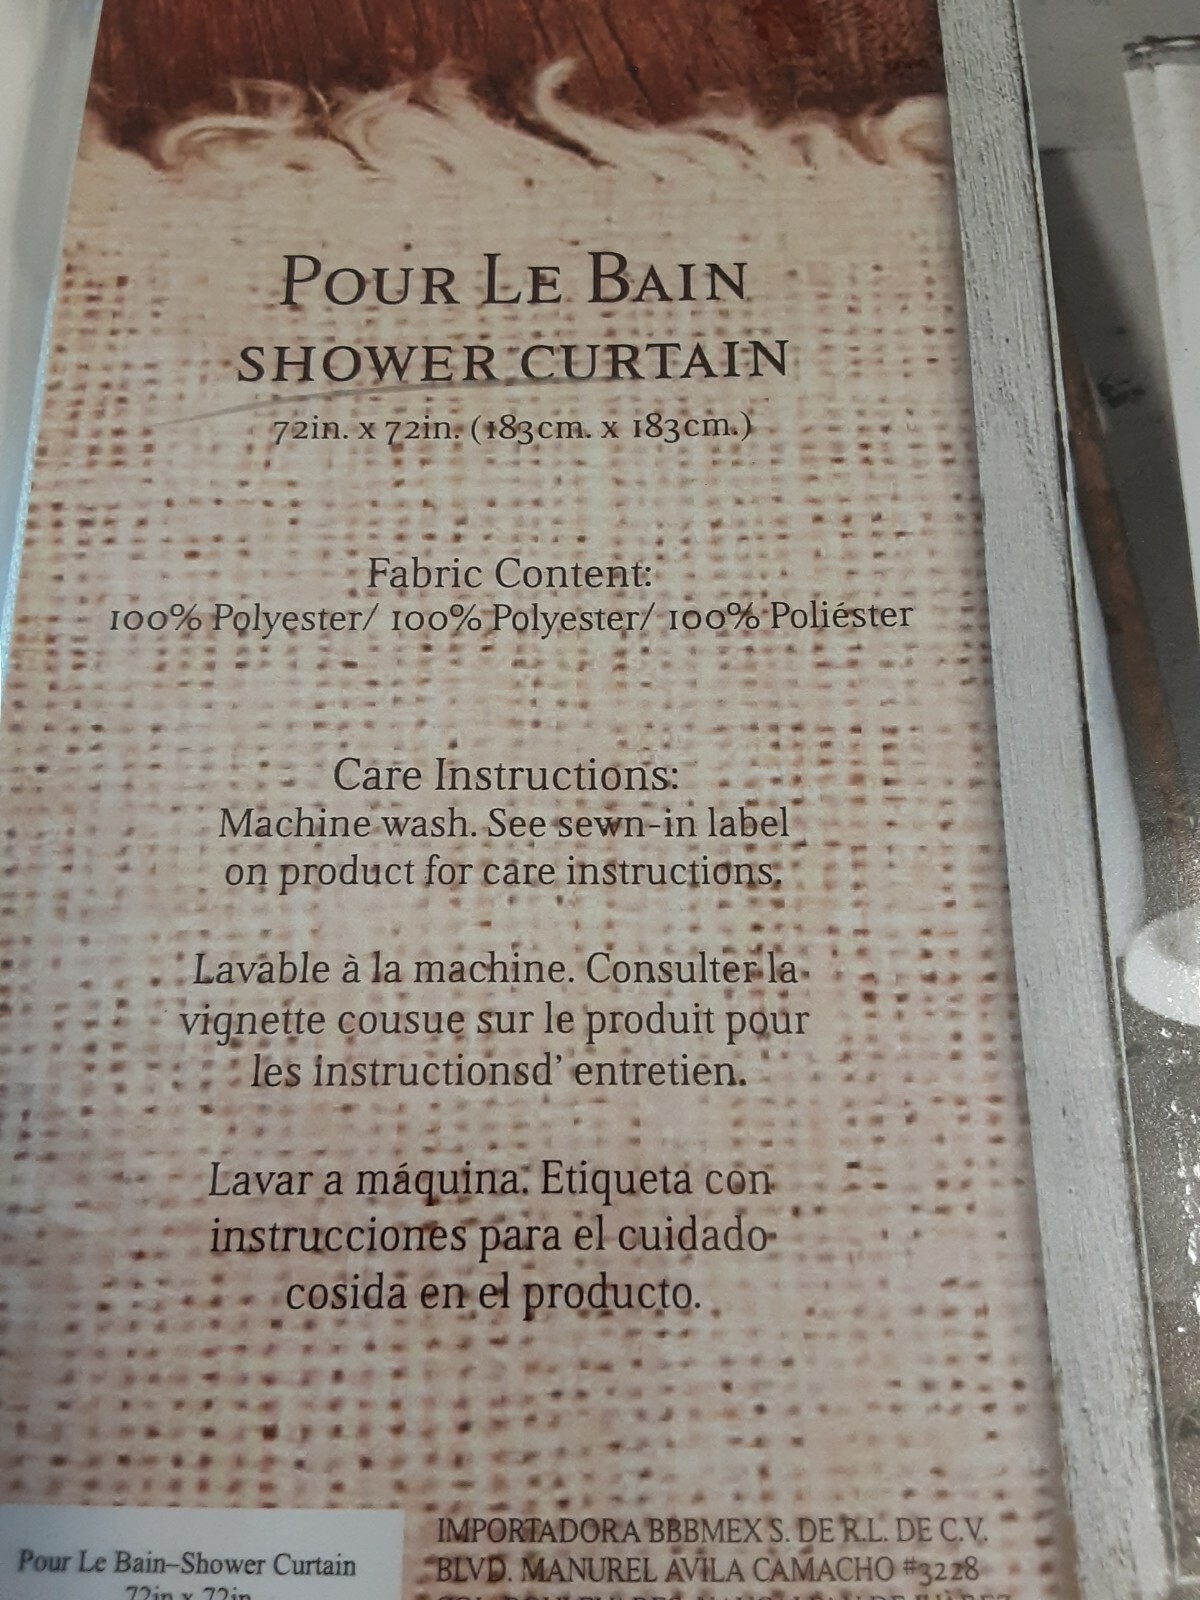 POUR LE BAIN
SHOWER CURTAIN
72in. x 72in. (183cm. x 183cm.)
Fabric Content:
100% Polyester/ 100% Polyester/ 100% Poliéster
Care Instructions:
Machine wash. See sewn-in label
on product for care instructions.
Lavable à la machine. Consulter la
vignette cousue sur le produit pour
les instructionsd' entretien.
Lavar a máquina. Etiqueta con
instrucciones para el cuidado
cosida en el producto.
IMPORTADORA BBBMEX S. DE R.L. DE C.V.
BLVD. MANUREL AVILA CAMACHO #3228
Pour Le Bain–Shower Curtain
72in x 72in